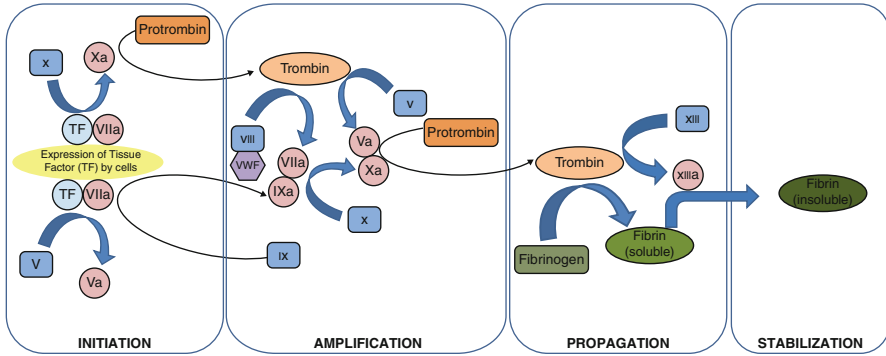 Protrombin
X
Xa
TF
VIIa
Expression of Tissue
Factor (TF) by cells
TF
VIIa
V
Va
INITIATION
Trombin
VIII
VWF
VIIa
IXa
V
Va
Xa
Protrombin
X
IX
AMPLIFICATION
Trombin
XIII
XIIIa
Fibrinogen
Fibrin
(soluble)
PROPAGATION
Fibrin
(insoluble)
STABILIZATION